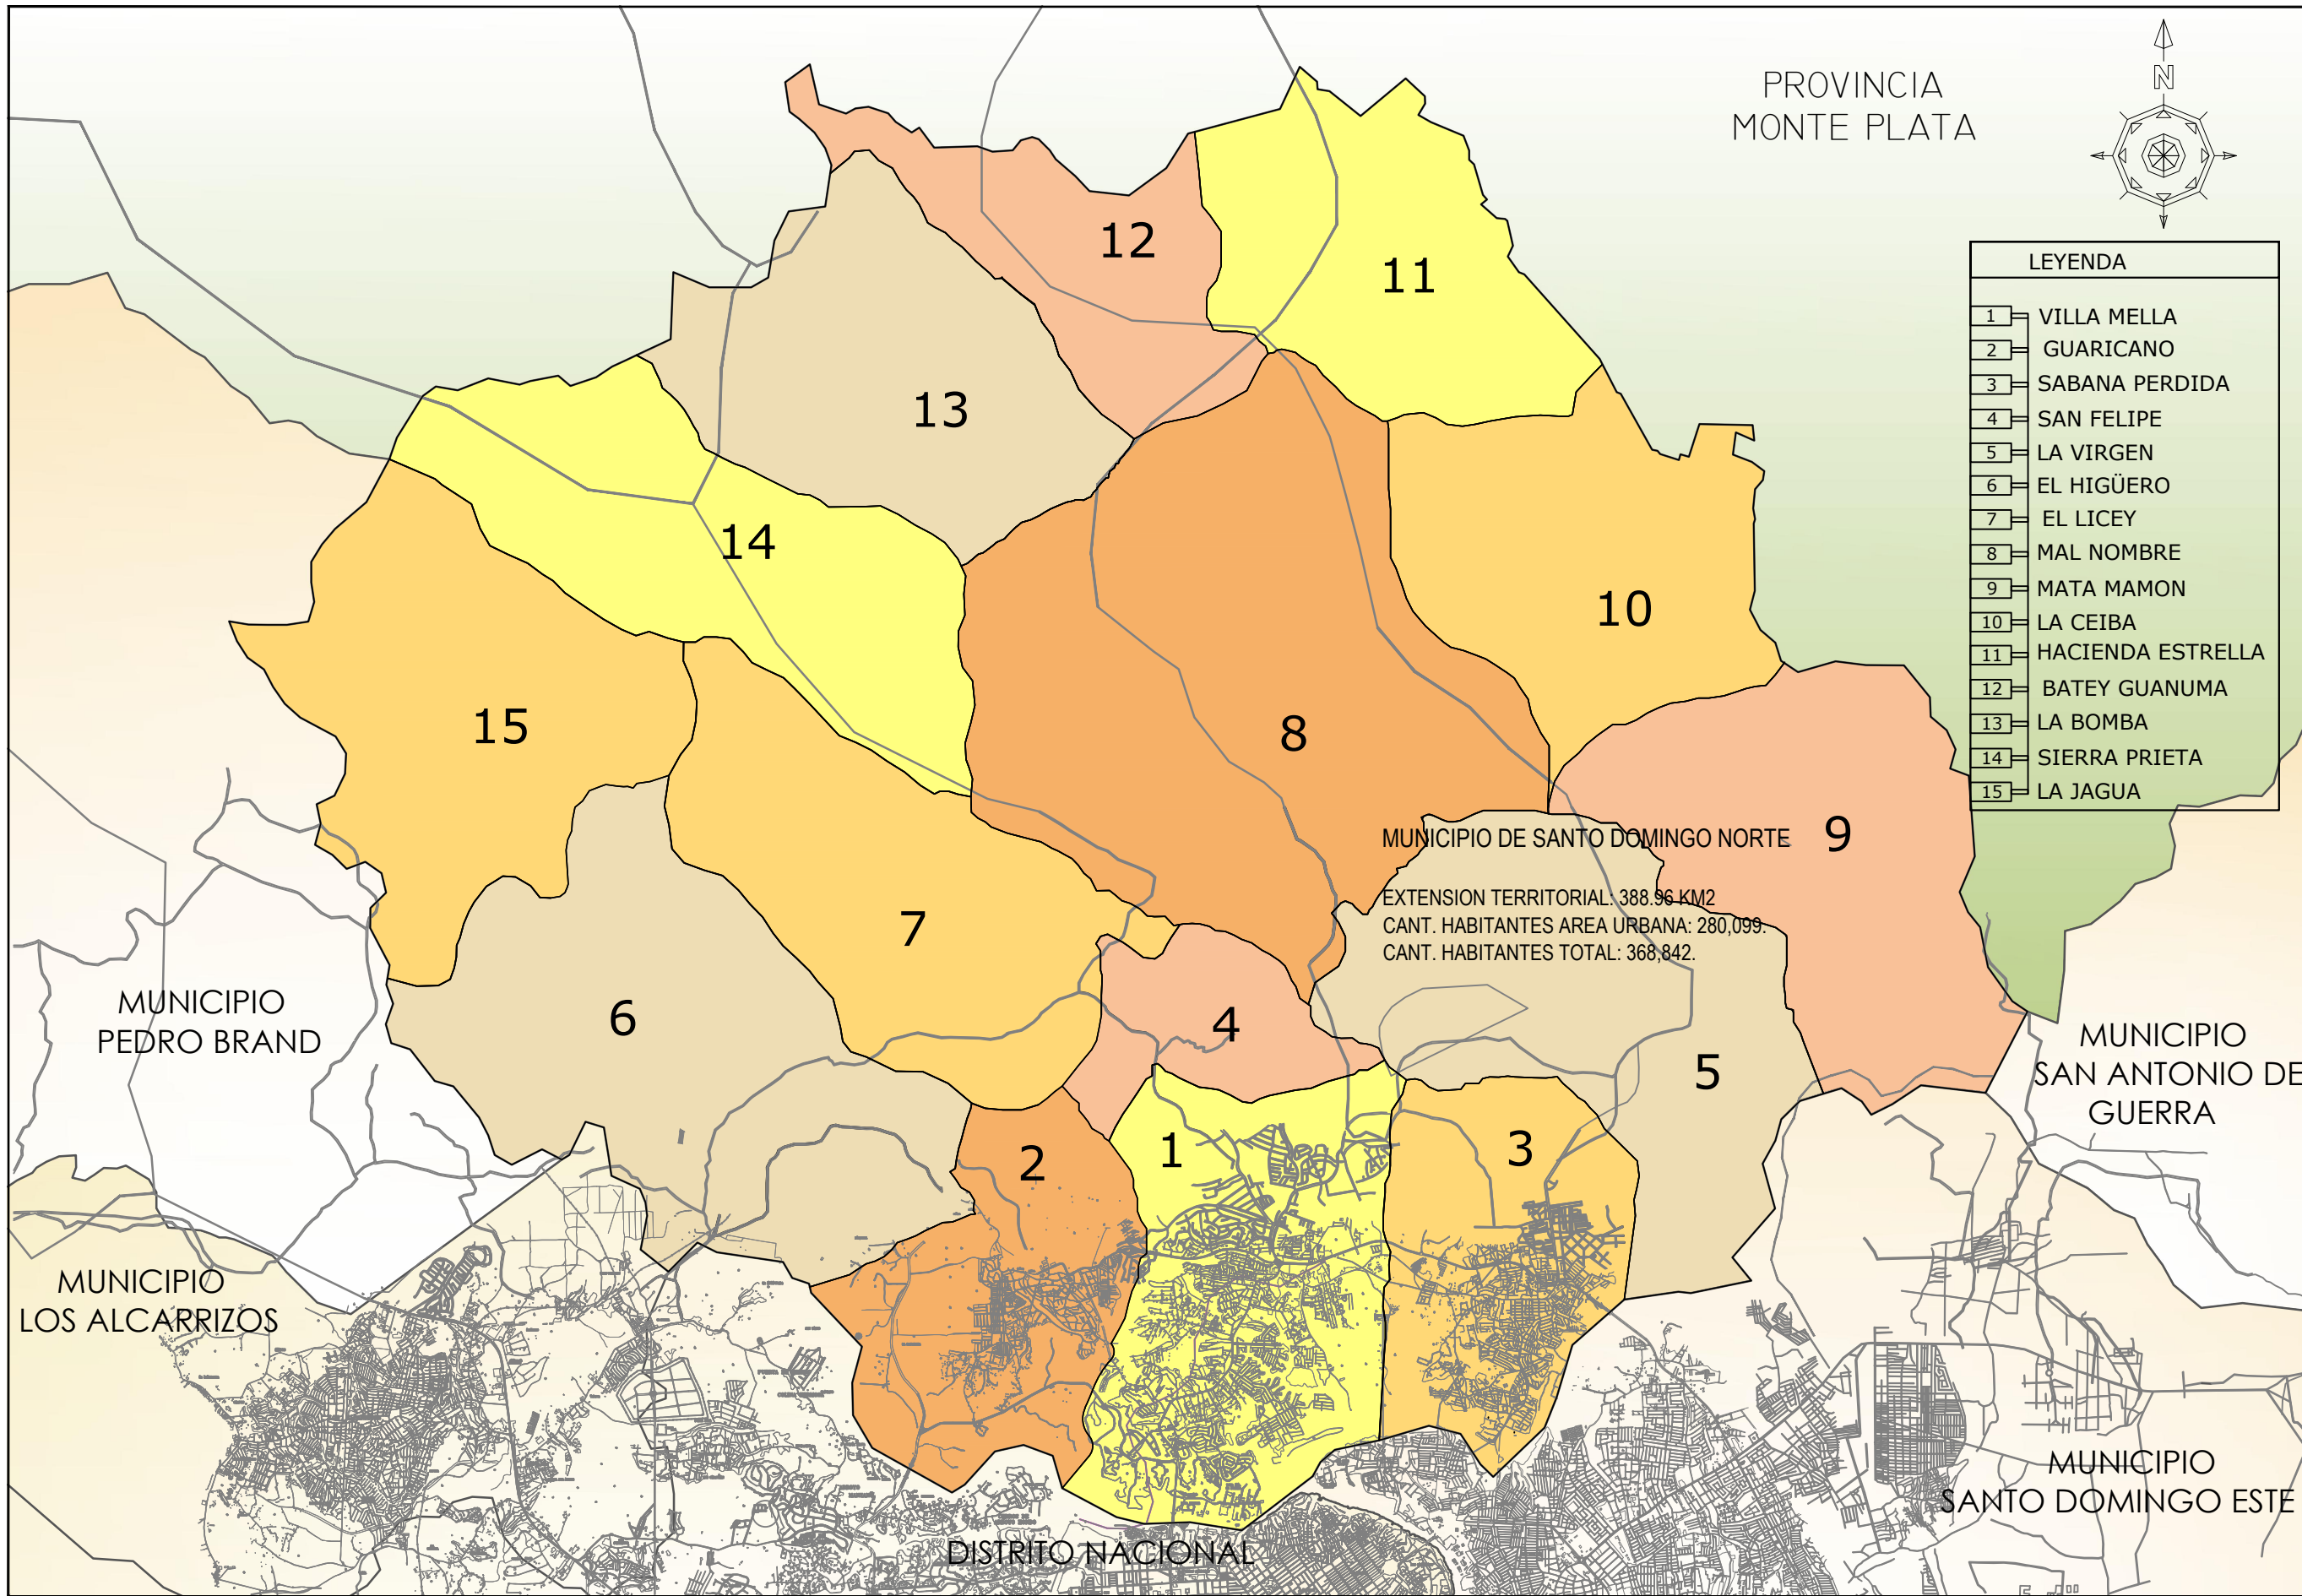 PROVINCIA
MONTE PLATA
N
LEYENDA
1 VILLA MELLA
2 GUARICANO
3 SABANA PERDIDA
4 SAN FELIPE
5 LA VIRGEN
6 EL HIGÜERO
7 EL LICEY
8 MAL NOMBRE
9 MATA MAMON
10 LA CEIBA
11 HACIENDA ESTRELLA
12 BATEY GUANUMA
13 LA BOMBA
14 SIERRA PRIETA
15 LA JAGUA
12
11
13
14
10
15
8
9
MUNICIPIO DE SANTO DOMINGO NORTE
EXTENSION TERRITORIAL: 388.96 KM2
CANT. HABITANTES AREA URBANA: 280,099.
CANT. HABITANTES TOTAL: 368,842.
7
6
4
5
2
1
3
MUNICIPIO
PEDRO BRAND
MUNICIPIO
SAN ANTONIO DE
GUERRA
MUNICIPIO
LOS ALCARRIZOS
MUNICIPIO
SANTO DOMINGO ESTE
DISTRITO NACIONAL